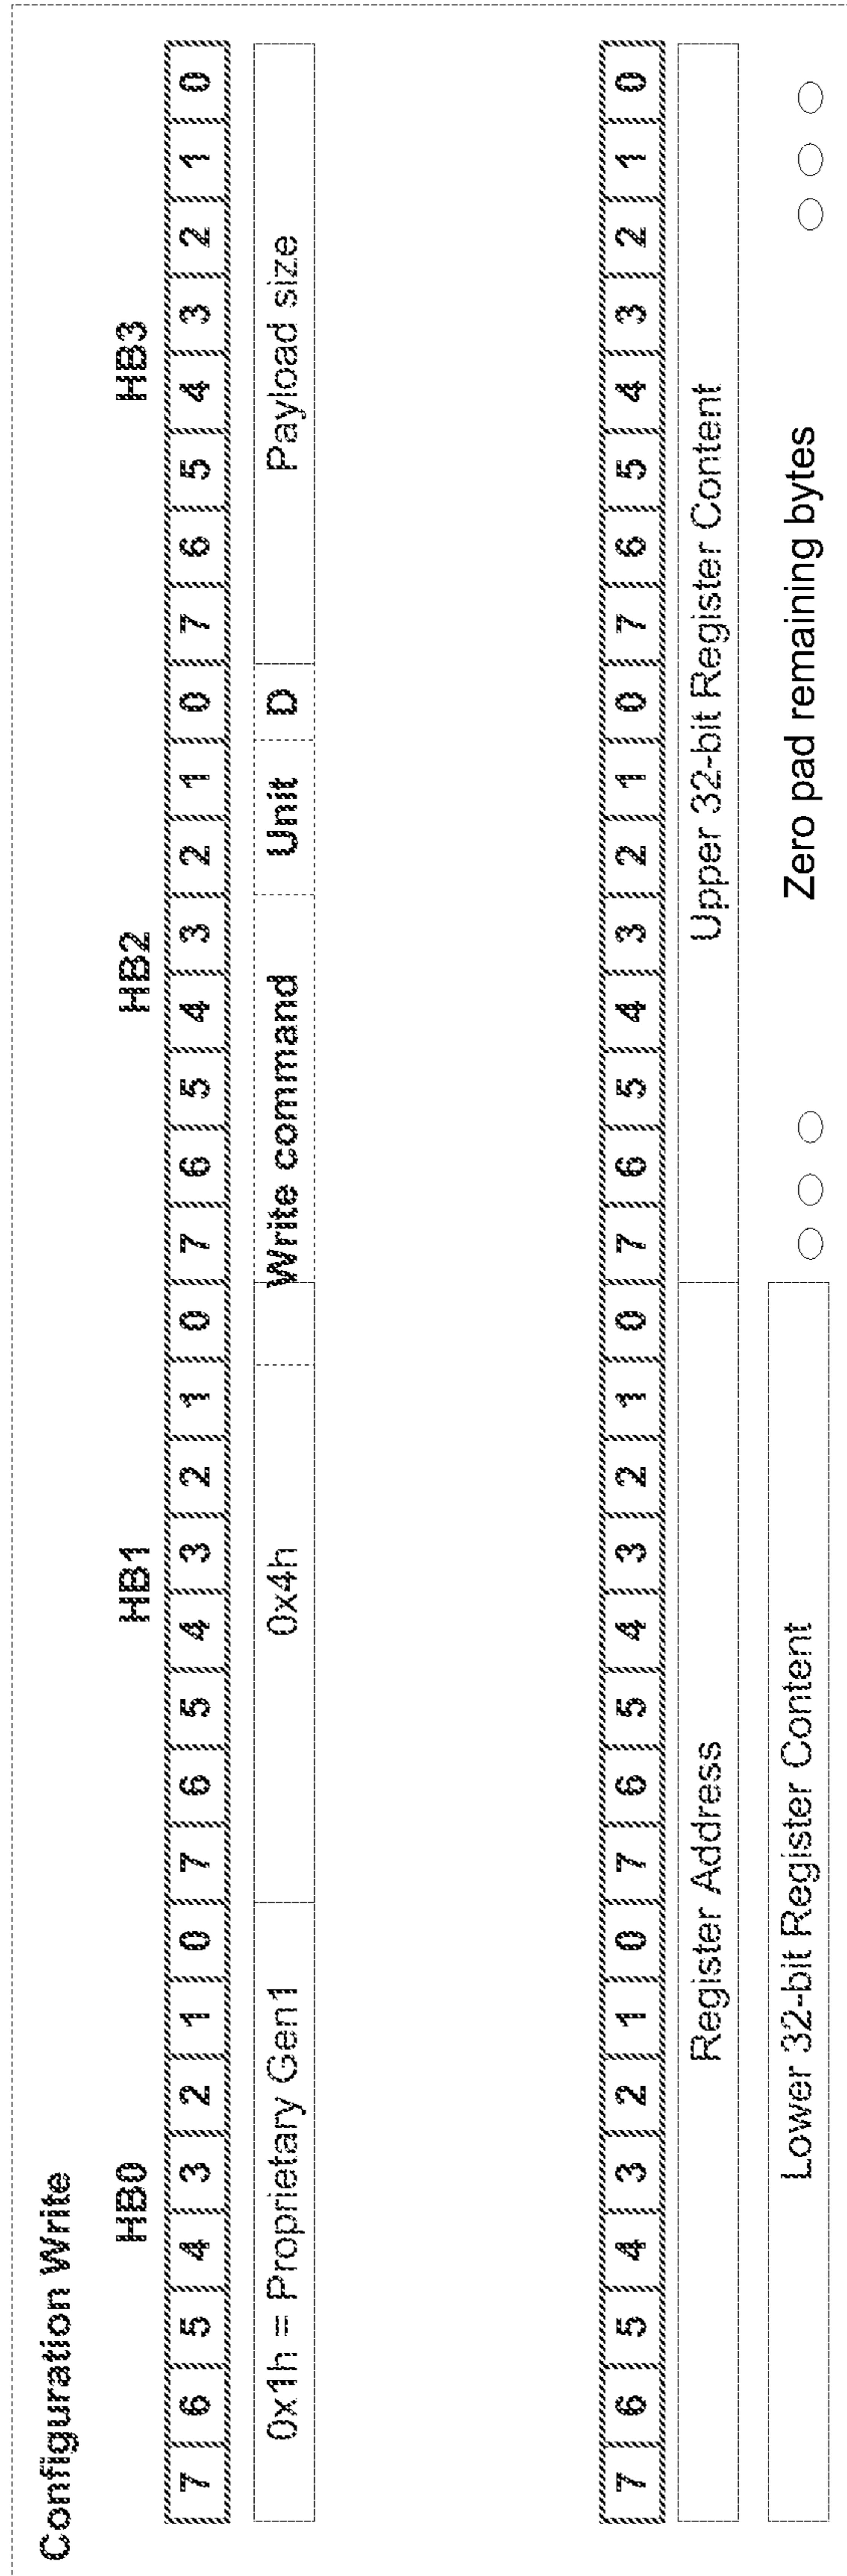 Configuration Write
HB0 HB1 HB2 HB3
7 6 5 4 3 2 1 0 7 6 5 4 3 2 1 0 7 6 5 4 3 2 1 0 7 6 5 4 3 2 1 0
0x1h = Proprietary Gen1 0x4h Write command Unit D Payload size
7 6 5 4 3 2 1 0 7 6 5 4 3 2 1 0 7 6 5 4 3 2 1 0 7 6 5 4 3 2 1 0
Register Address Upper 32-bit Register Content
Lower 32-bit Register Content Zero pad remaining bytes